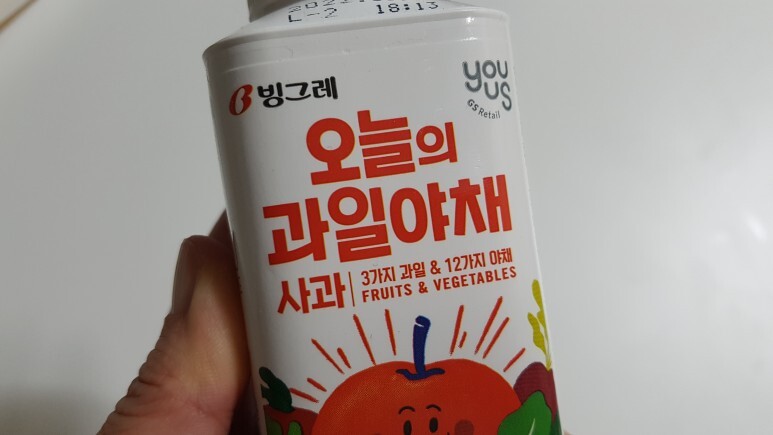 L-2 18:13
빙그레
you
us
GS Retail
오늘의
과일야채
사과
3가지 과일 & 12가지 야채
FRUITS & VEGETABLES